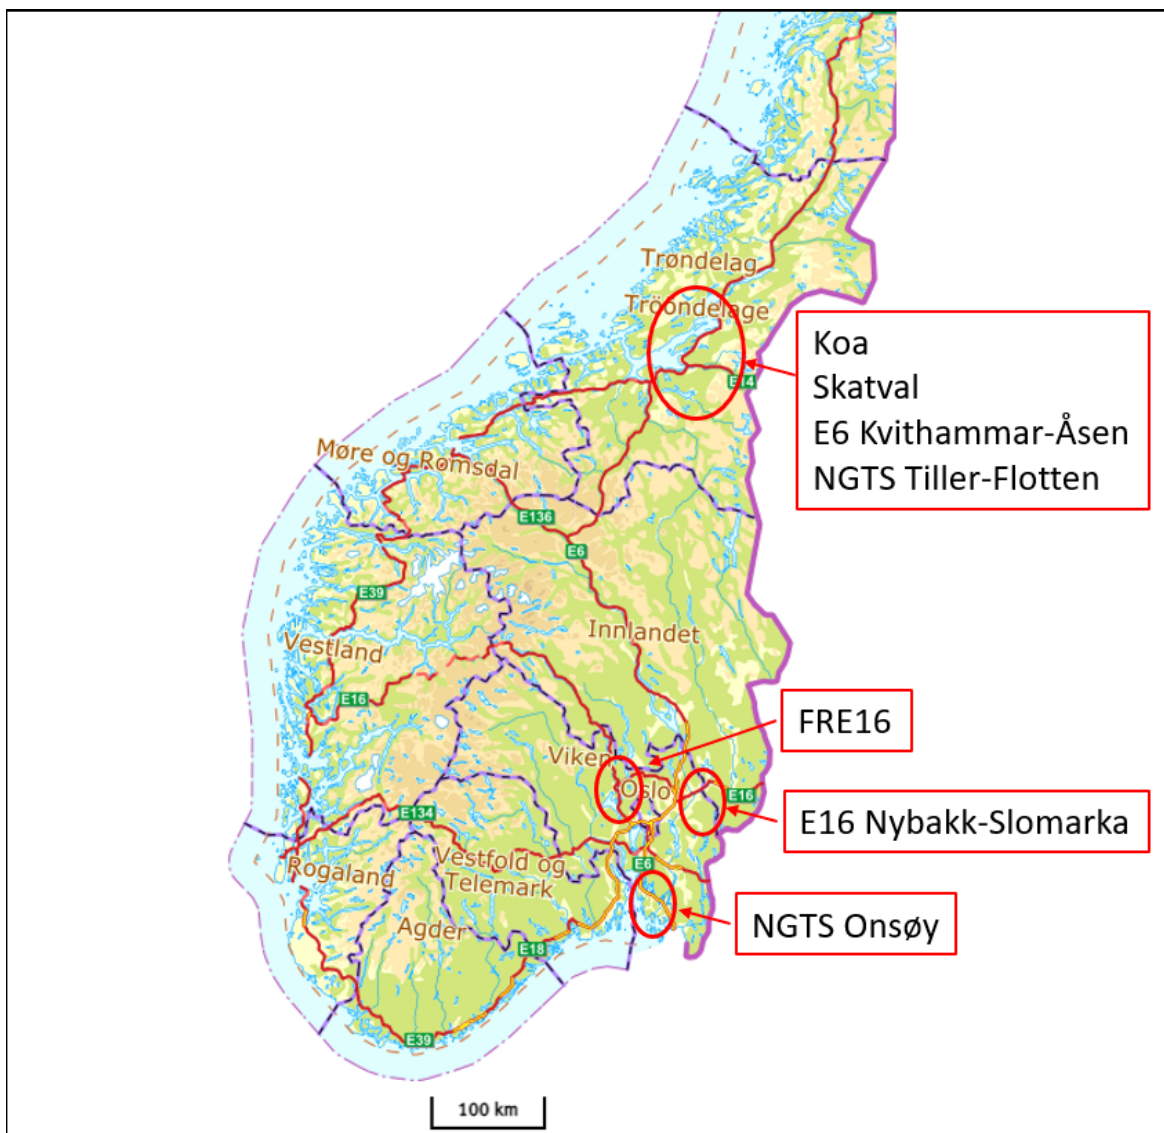 Trøndelag
Trööndelage
Koa
Skatval
E6 Kvithammar-Åsen
NGTS Tiller-Flotten
E14
Møre og Romsdal
E136
E6
E39
Innlandet
Vestland
E16
FRE16
Viken
Oslo
E16
E16 Nybakk-Slomarka
E134
Rogaland
Vestfold og
Telemark
E6
NGTS Onsøy
Agder
E18
E39
100 km